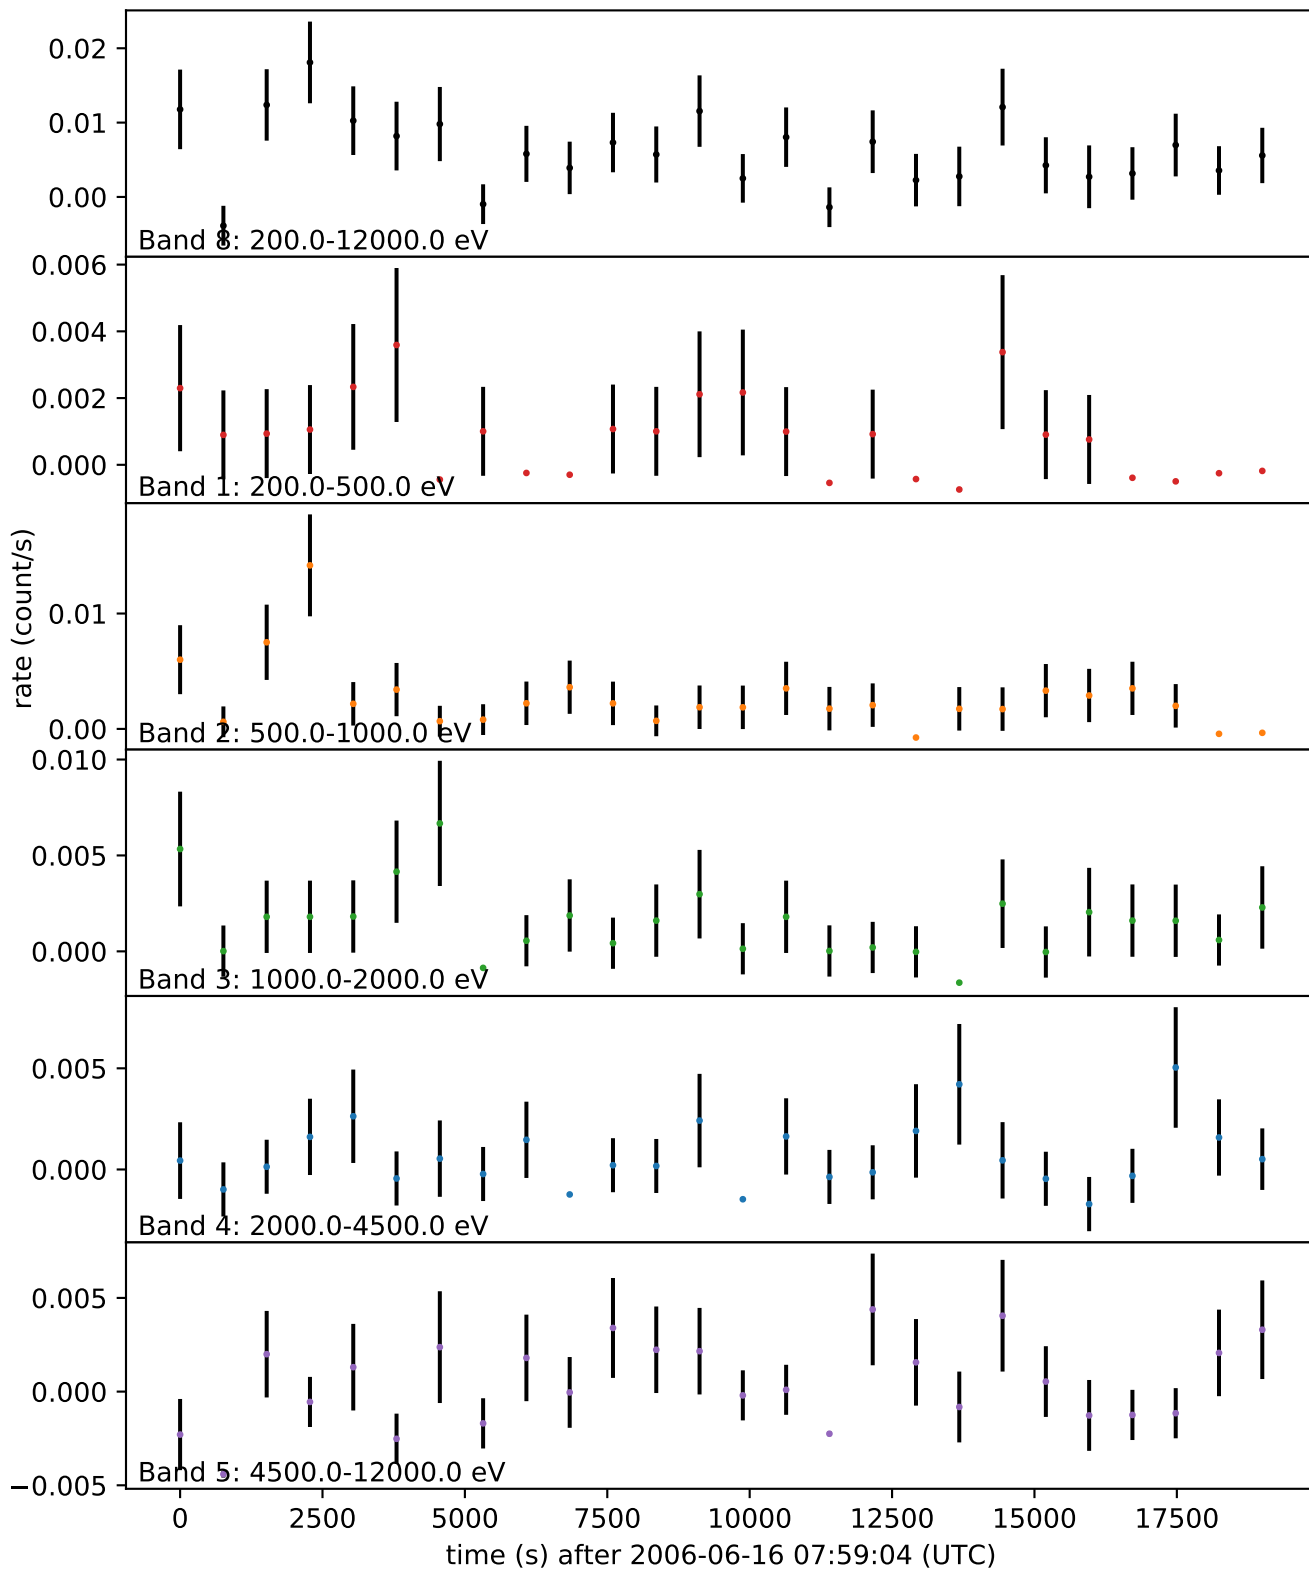 0.02
0.01
0.00
Band 8: 200.0-12000.0 eV
0.006
0.004
0.002
0.000
Band 1: 200.0-500.0 eV
rate (count/s)
0.01
0.00
Band 2: 500.0-1000.0 eV
0.010
0.005
0.000
Band 3: 1000.0-2000.0 eV
0.005
0.000
Band 4: 2000.0-4500.0 eV
0.005
0.000
−0.005
Band 5: 4500.0-12000.0 eV
0 2500 5000 7500 10000 12500 15000 17500
time (s) after 2006-06-16 07:59:04 (UTC)